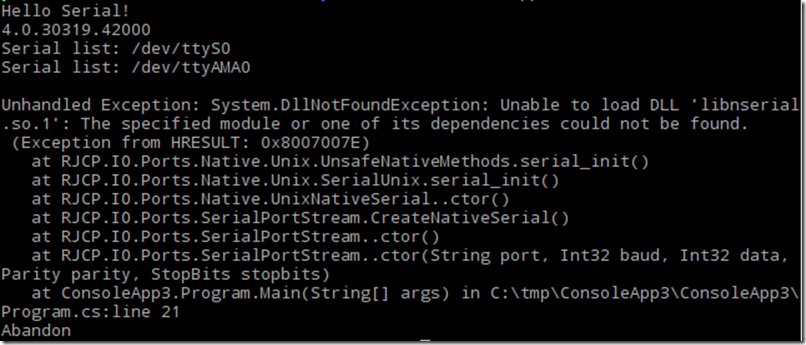 Hello Serial!
4.0.30319.42000
Serial list: /dev/ttyS0
Serial list: /dev/ttyAMA0
Unhandled Exception: System.DllNotFoundException: Unable to load DLL 'libnserial
.so.1': The specified module or one of its dependencies could not be found.
 (Exception from HRESULT: 0x8007007E)
   at RJCP.IO.Ports.Native.Unix.UnsafeNativeMethods.serial_init()
   at RJCP.IO.Ports.Native.Unix.SerialUnix.serial_init()
   at RJCP.IO.Ports.Native.UnixNativeSerial..ctor()
   at RJCP.IO.Ports.SerialPortStream.CreateNativeSerial()
   at RJCP.IO.Ports.SerialPortStream..ctor()
   at RJCP.IO.Ports.SerialPortStream..ctor(String port, Int32 baud, Int32 data,
Parity parity, StopBits stopbits)
   at ConsoleApp3.Program.Main(String[] args) in C:\tmp\ConsoleApp3\ConsoleApp3\
Program.cs:line 21
Abandon